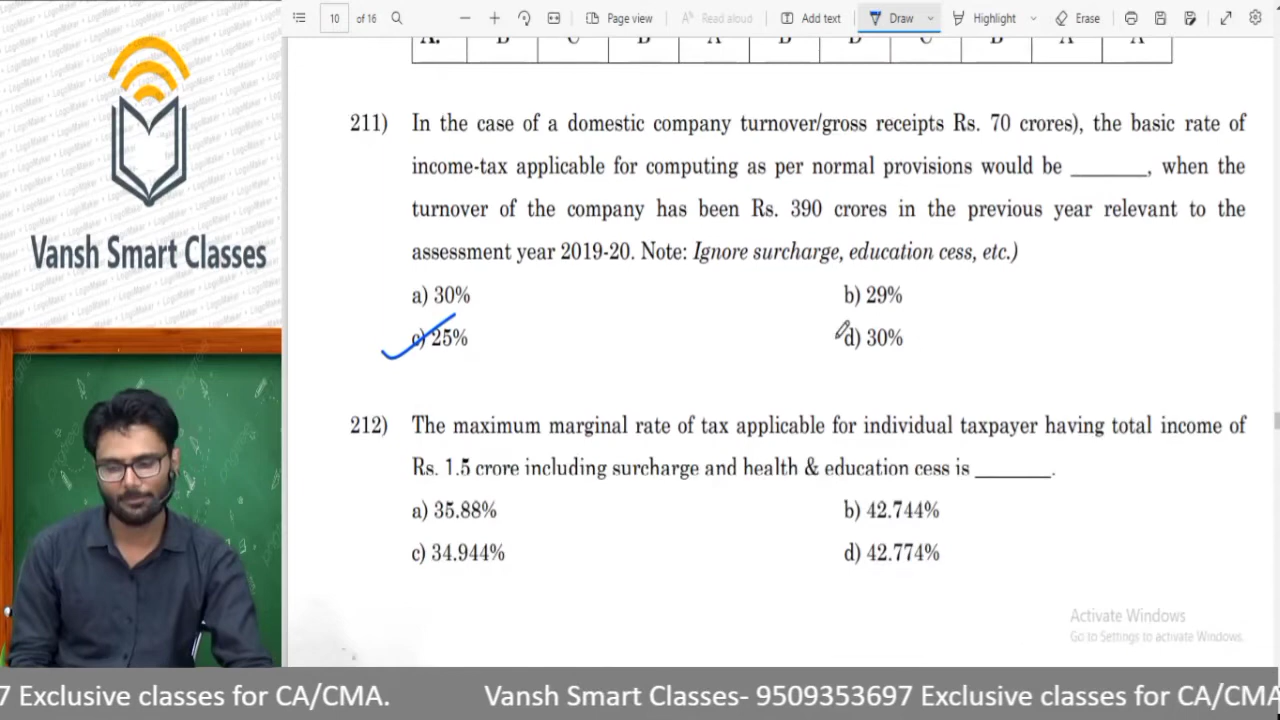 10 of 16
Page view
Read aloud
Add text
Draw
Highlight
Erase
Vansh Smart Classes
211) In the case of a domestic company turnover/gross receipts Rs. 70 crores), the basic rate of
income-tax applicable for computing as per normal provisions would be _______, when the
turnover of the company has been Rs. 390 crores in the previous year relevant to the
assessment year 2019-20. Note: Ignore surcharge, education cess, etc.)
a) 30% b) 29%
c) 25% d) 30%
212) The maximum marginal rate of tax applicable for individual taxpayer having total income of
Rs. 1.5 crore including surcharge and health & education cess is _______.
a) 35.88% b) 42.744%
c) 34.944% d) 42.774%
Activate Windows
Go to Settings to activate Windows.
7 Exclusive classes for CA/CMA. Vansh Smart Classes- 9509353697 Exclusive classes for CA/CMA